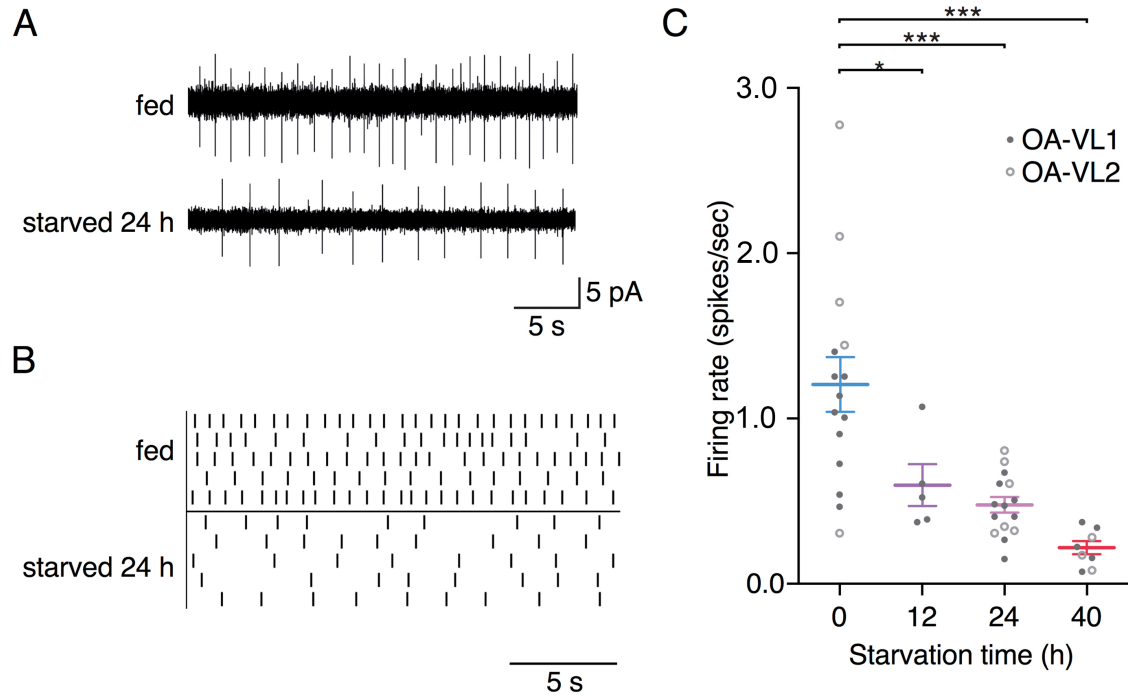 A
fed
starved 24 h
5 pA
5 s
B
fed
starved 24 h
5 s
C
***
***
*
3.0
2.0
1.0
0.0
Firing rate (spikes/sec)
OA-VL1
OA-VL2
0 12 24 40
Starvation time (h)